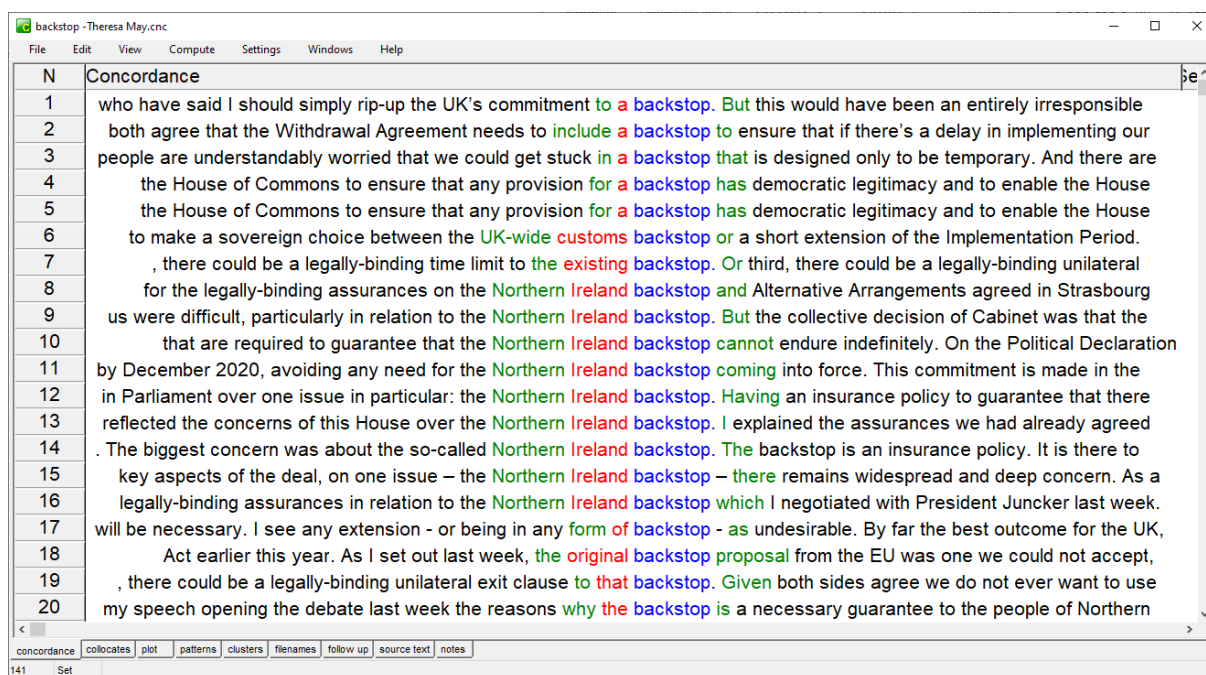 backstop -Theresa May.cnc
File Edit View Compute Settings Windows Help
N Concordance Se
1 who have said I should simply rip-up the UK's commitment to a backstop. But this would have been an entirely irresponsible
2 both agree that the Withdrawal Agreement needs to include a backstop to ensure that if there's a delay in implementing our
3 people are understandably worried that we could get stuck in a backstop that is designed only to be temporary. And there are
4 the House of Commons to ensure that any provision for a backstop has democratic legitimacy and to enable the House
5 the House of Commons to ensure that any provision for a backstop has democratic legitimacy and to enable the House
6 to make a sovereign choice between the UK-wide customs backstop or a short extension of the Implementation Period.
7 , there could be a legally-binding time limit to the existing backstop. Or third, there could be a legally-binding unilateral
8 for the legally-binding assurances on the Northern Ireland backstop and Alternative Arrangements agreed in Strasbourg
9 us were difficult, particularly in relation to the Northern Ireland backstop. But the collective decision of Cabinet was that the
10 that are required to guarantee that the Northern Ireland backstop cannot endure indefinitely. On the Political Declaration
11 by December 2020, avoiding any need for the Northern Ireland backstop coming into force. This commitment is made in the
12 in Parliament over one issue in particular: the Northern Ireland backstop. Having an insurance policy to guarantee that there
13 reflected the concerns of this House over the Northern Ireland backstop. I explained the assurances we had already agreed
14 . The biggest concern was about the so-called Northern Ireland backstop. The backstop is an insurance policy. It is there to
15 key aspects of the deal, on one issue – the Northern Ireland backstop – there remains widespread and deep concern. As a
16 legally-binding assurances in relation to the Northern Ireland backstop which I negotiated with President Juncker last week.
17 will be necessary. I see any extension - or being in any form of backstop - as undesirable. By far the best outcome for the UK,
18 Act earlier this year. As I set out last week, the original backstop proposal from the EU was one we could not accept,
19 , there could be a legally-binding unilateral exit clause to that backstop. Given both sides agree we do not ever want to use
20 my speech opening the debate last week the reasons why the backstop is a necessary guarantee to the people of Northern
concordance collocates plot patterns clusters filenames follow up source text notes
141 Set